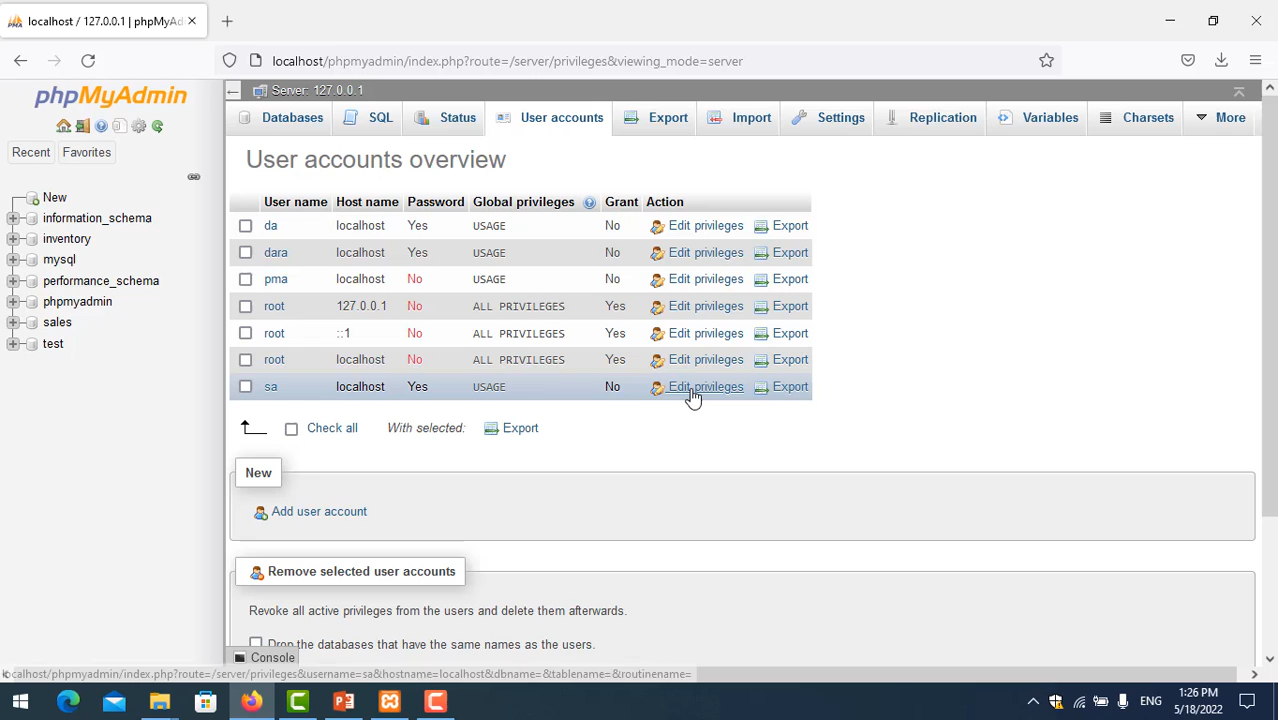 localhost / 127.0.0.1 | phpMyAd
localhost/phpmyadmin/index.php?route=/server/privileges&viewing_mode=server
phpMyAdmin
Recent Favorites
New
information_schema
inventory
mysql
performance_schema
phpmyadmin
sales
test
Server: 127.0.0.1
Databases SQL Status User accounts Export Import Settings Replication Variables Charsets More
User accounts overview
User name Host name Password Global privileges Grant Action
da localhost Yes USAGE No Edit privileges Export
dara localhost Yes USAGE No Edit privileges Export
pma localhost No USAGE No Edit privileges Export
root 127.0.0.1 No ALL PRIVILEGES Yes Edit privileges Export
root ::1 No ALL PRIVILEGES Yes Edit privileges Export
root localhost No ALL PRIVILEGES Yes Edit privileges Export
sa localhost Yes USAGE No Edit privileges Export
Check all With selected: Export
New
Add user account
Remove selected user accounts
Revoke all active privileges from the users and delete them afterwards.
Drop the databases that have the same names as the users.
Console
localhost/phpmyadmin/index.php?route=/server/privileges&username=sa&hostname=localhost&dbname=&tablename=&routinename=
ENG
1:26 PM
5/18/2022